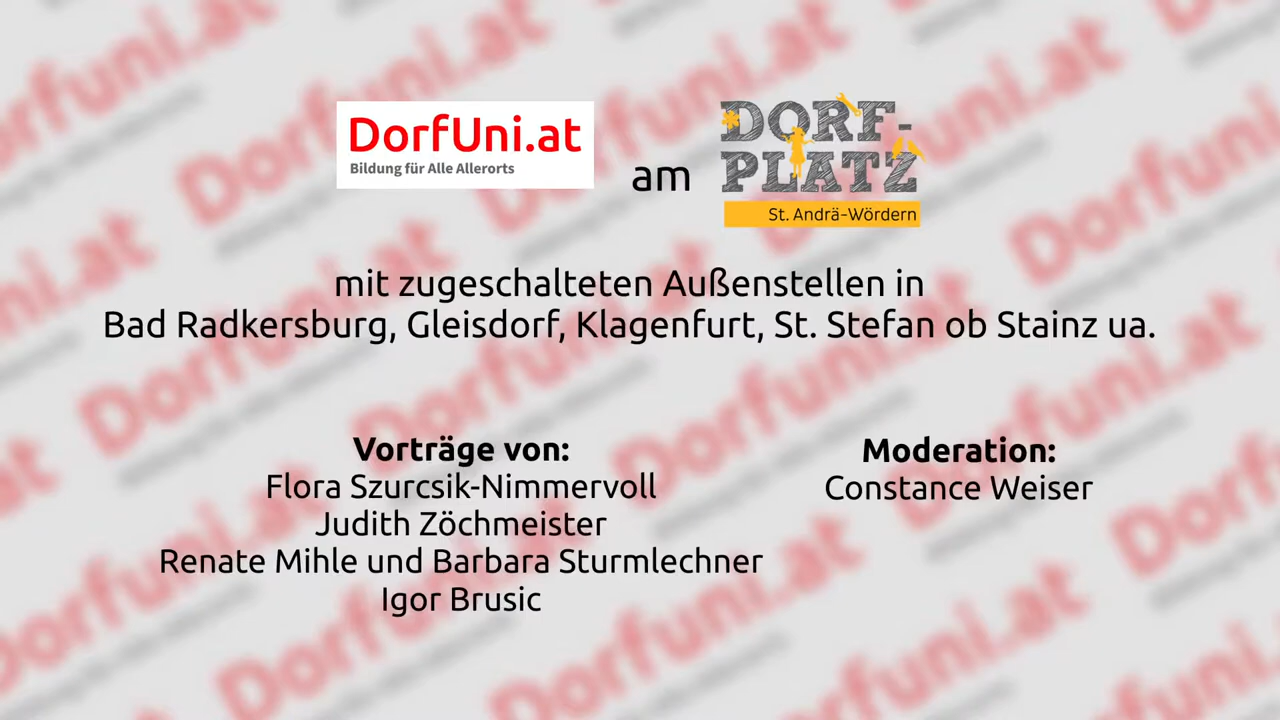 DorfUni.at
Bildung für Alle Allerorts
am
DORF-
PLATZ
St. Andrä-Wördern
mit zugeschalteten Außenstellen in
Bad Radkersburg, Gleisdorf, Klagenfurt, St. Stefan ob Stainz ua.
Vorträge von:
Flora Szurcsik-Nimmervoll
Judith Zöchmeister
Renate Mihle und Barbara Sturmlechner
Igor Brusic
Moderation:
Constance Weiser